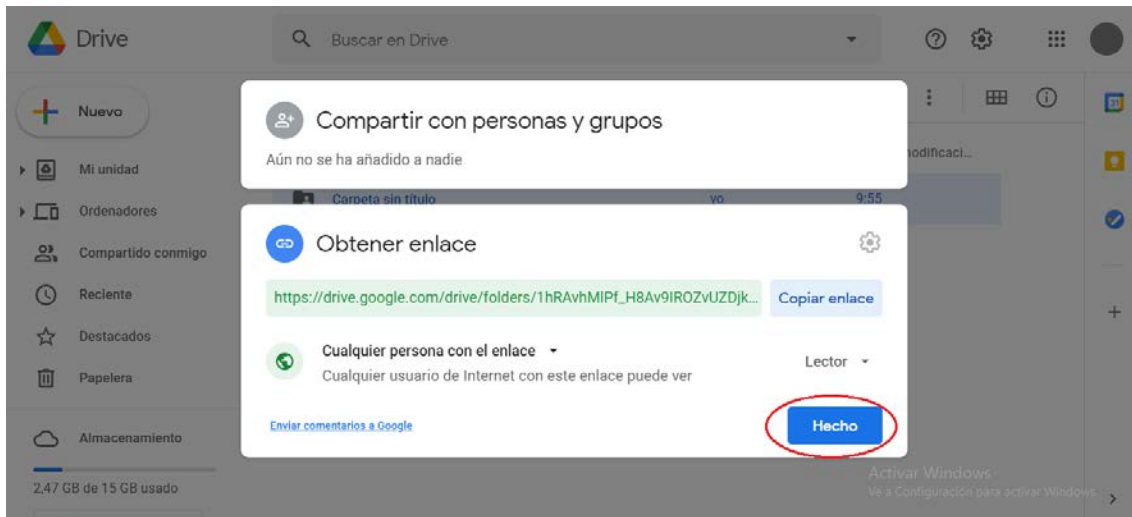 Drive
Buscar en Drive
Nuevo
Mi unidad
Ordenadores
Compartido conmigo
Reciente
Destacados
Papelera
Almacenamiento
2,47 GB de 15 GB usado
Compartir con personas y grupos
Aún no se ha añadido a nadie
Carpeta sin título yo 9:55
Obtener enlace
https://drive.google.com/drive/folders/1hRAvhMlPf_H8Av9IROZvUZDjk... Copiar enlace
Cualquier persona con el enlace
Cualquier usuario de Internet con este enlace puede ver
Lector
Enviar comentarios a Google
Hecho
31
Activar Windows
Ve a Configuración para activar Windows.